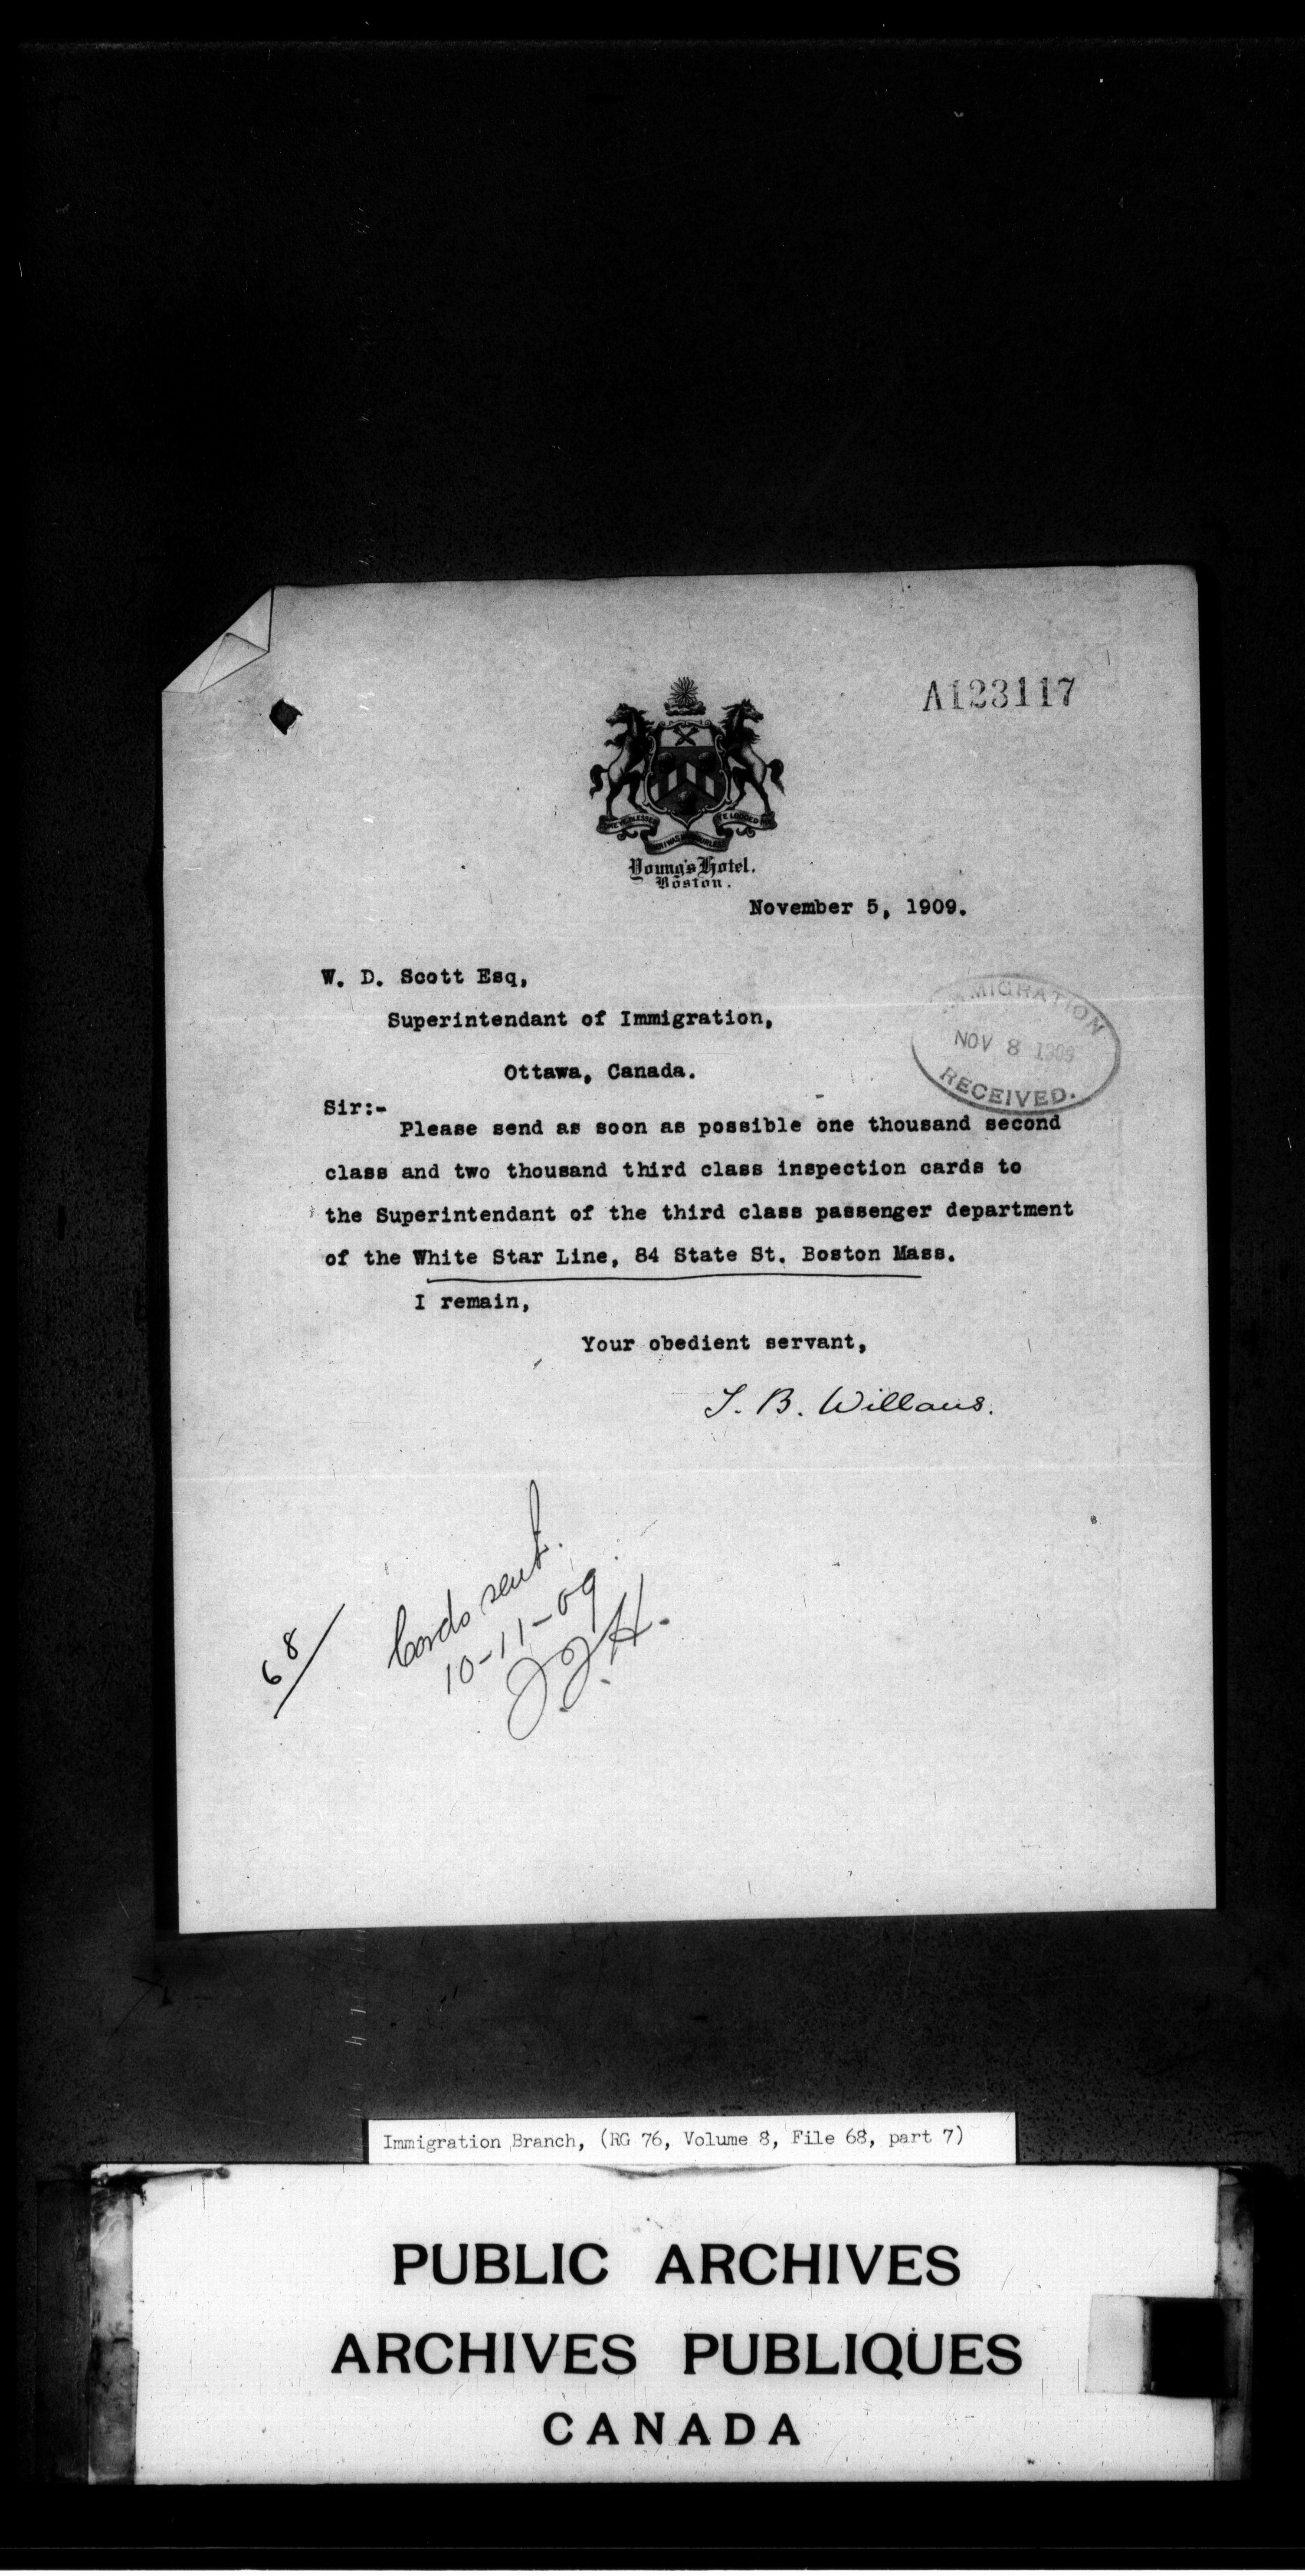 A123117
Young's Hotel.
Boston.
November 5, 1909.
W. D. Scott Esq,
Superintendant of Immigration,
Ottawa, Canada.
IMMIGRATION
NOV 8 1909
RECEIVED.
Sir:-
Please send as soon as possible one thousand second
class and two thousand third class inspection cards to
the Superintendant of the third class passenger department
of the White Star Line, 84 State St. Boston Mass.
I remain,
Your obedient servant,
T. B. Willans.
Cards sent.
10-11-09
68
Immigration Branch, (RG 76, Volume 8, File 68, part 7)
PUBLIC ARCHIVES
ARCHIVES PUBLIQUES
CANADA